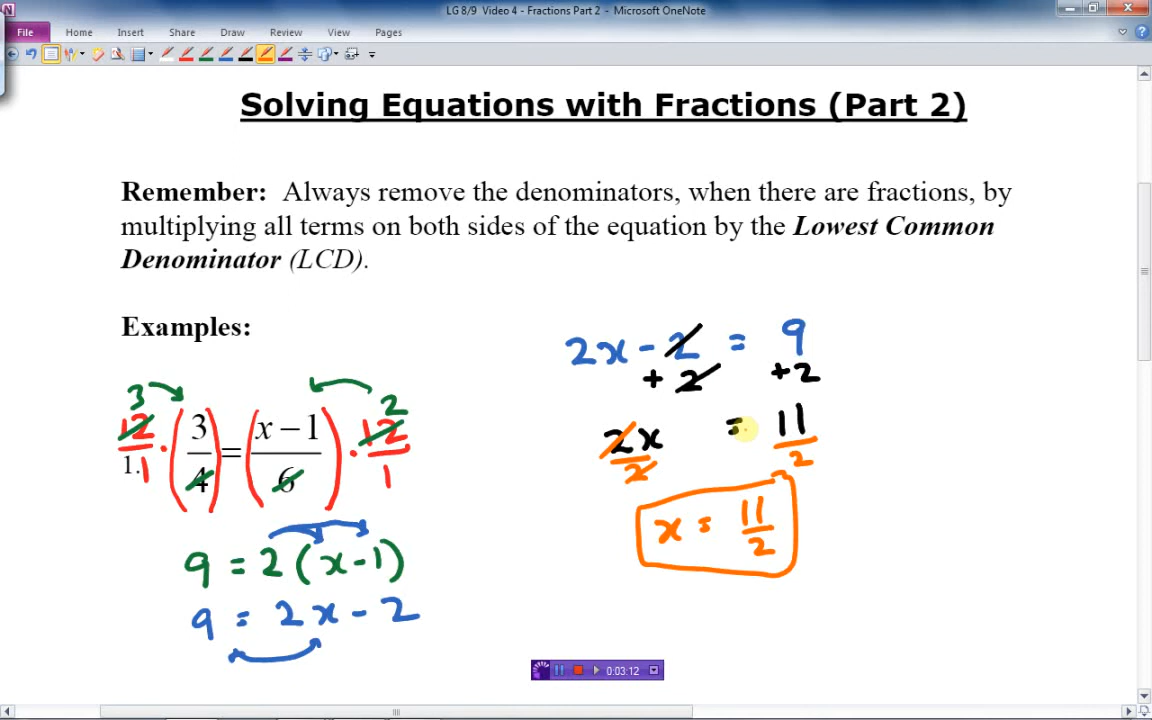 LG 8/9 Video 4 - Fractions Part 2 - Microsoft OneNote
File Home Insert Share Draw Review View Pages
Solving Equations with Fractions (Part 2)
Remember: Always remove the denominators, when there are fractions, by
multiplying all terms on both sides of the equation by the Lowest Common
Denominator (LCD).
Examples:
3 2
12/1 · (3/4) = (x − 1/6) · 12/1
1.
9 = 2(x-1)
9 = 2x - 2
2x - 2 = 9
+ 2 +2
2x/2 = 11/2
x = 11/2
0:03:12